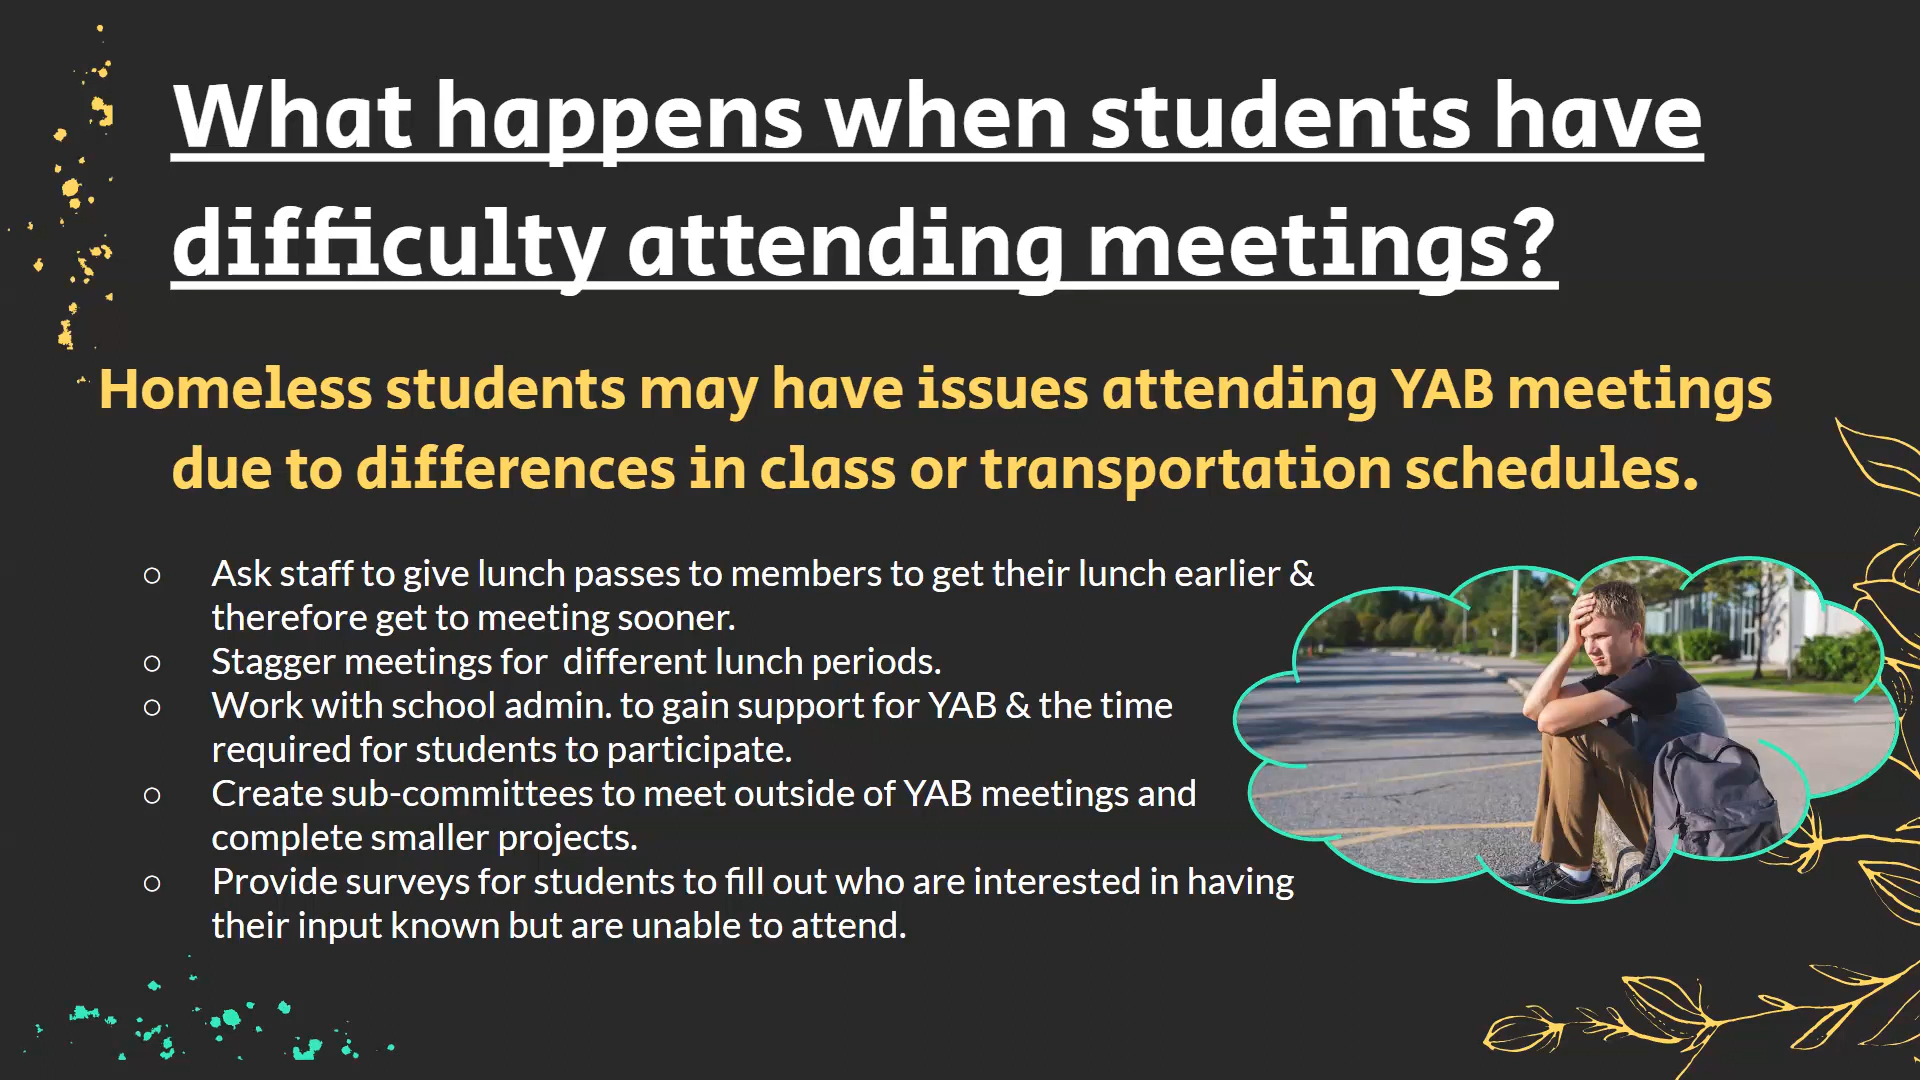 What happens when students have
difficulty attending meetings?
Homeless students may have issues attending YAB meetings
due to differences in class or transportation schedules.
○ Ask staff to give lunch passes to members to get their lunch earlier &
therefore get to meeting sooner.
○ Stagger meetings for  different lunch periods.
○ Work with school admin. to gain support for YAB & the time
required for students to participate.
○ Create sub-committees to meet outside of YAB meetings and
complete smaller projects.
○ Provide surveys for students to fill out who are interested in having
their input known but are unable to attend.